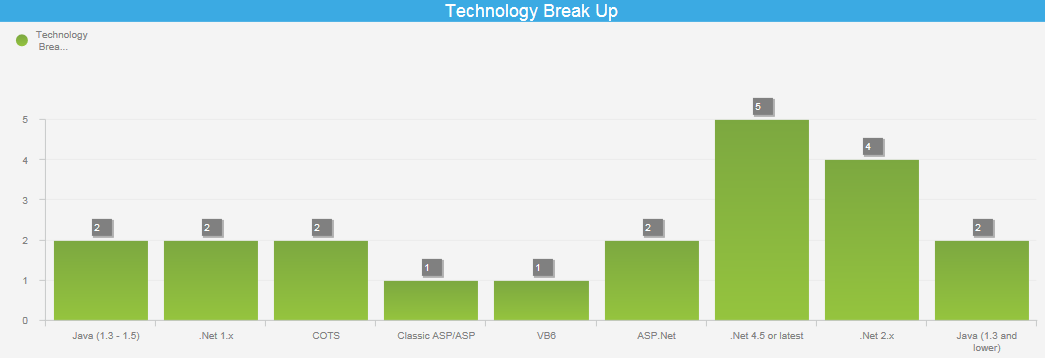 Technology Break Up
Technology
Brea...
5
5
4
4
3
2
2
2
2
2
2
1
1
1
0
Java (1.3 - 1.5)
.Net 1.x
COTS
Classic ASP/ASP
VB6
ASP.Net
.Net 4.5 or latest
.Net 2.x
Java (1.3 and
lower)